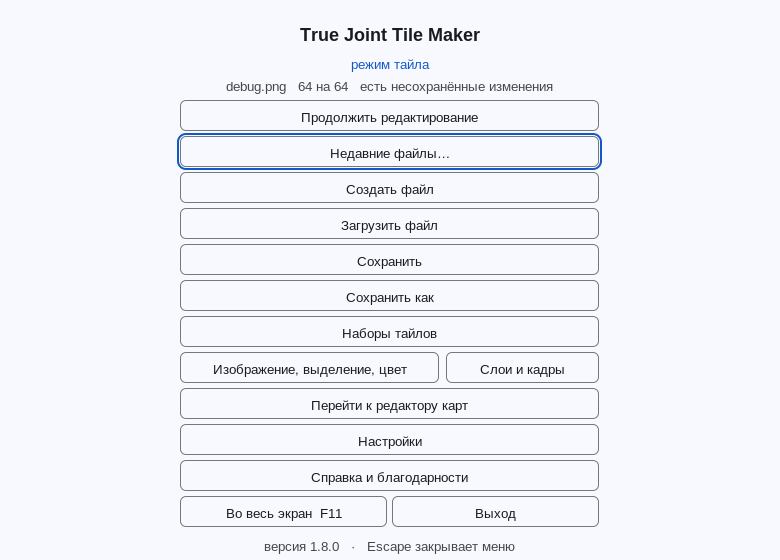 True Joint Tile Maker
режим тайла
debug.png 64 на 64 есть несохранённые изменения
Продолжить редактирование
Недавние файлы…
Создать файл
Загрузить файл
Сохранить
Сохранить как
Наборы тайлов
Изображение, выделение, цвет Слои и кадры
Перейти к редактору карт
Настройки
Справка и благодарности
Во весь экран F11 Выход
версия 1.8.0 · Escape закрывает меню